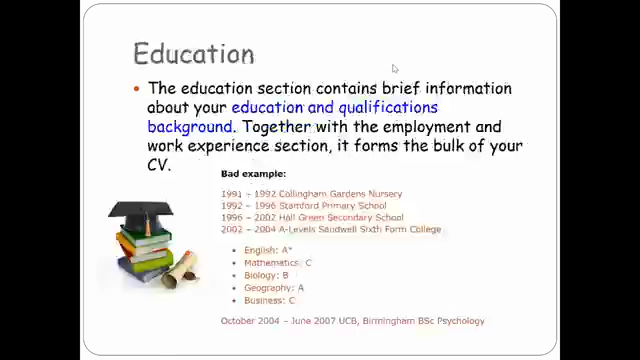 Education
• The education section contains brief information
about your education and qualifications
background. Together with the employment and
work experience section, it forms the bulk of your
CV.
Bad example:
1991 – 1992 Collingham Gardens Nursery
1992 – 1996 Stamford Primary School
1996 – 2002 Hall Green Secondary School
2002 – 2004 A-Levels Sandwell Sixth Form College
• English: A*
• Mathematics: C
• Biology: B
• Geography: A
• Business: C
October 2004 – June 2007 UCB, Birmingham BSc Psychology